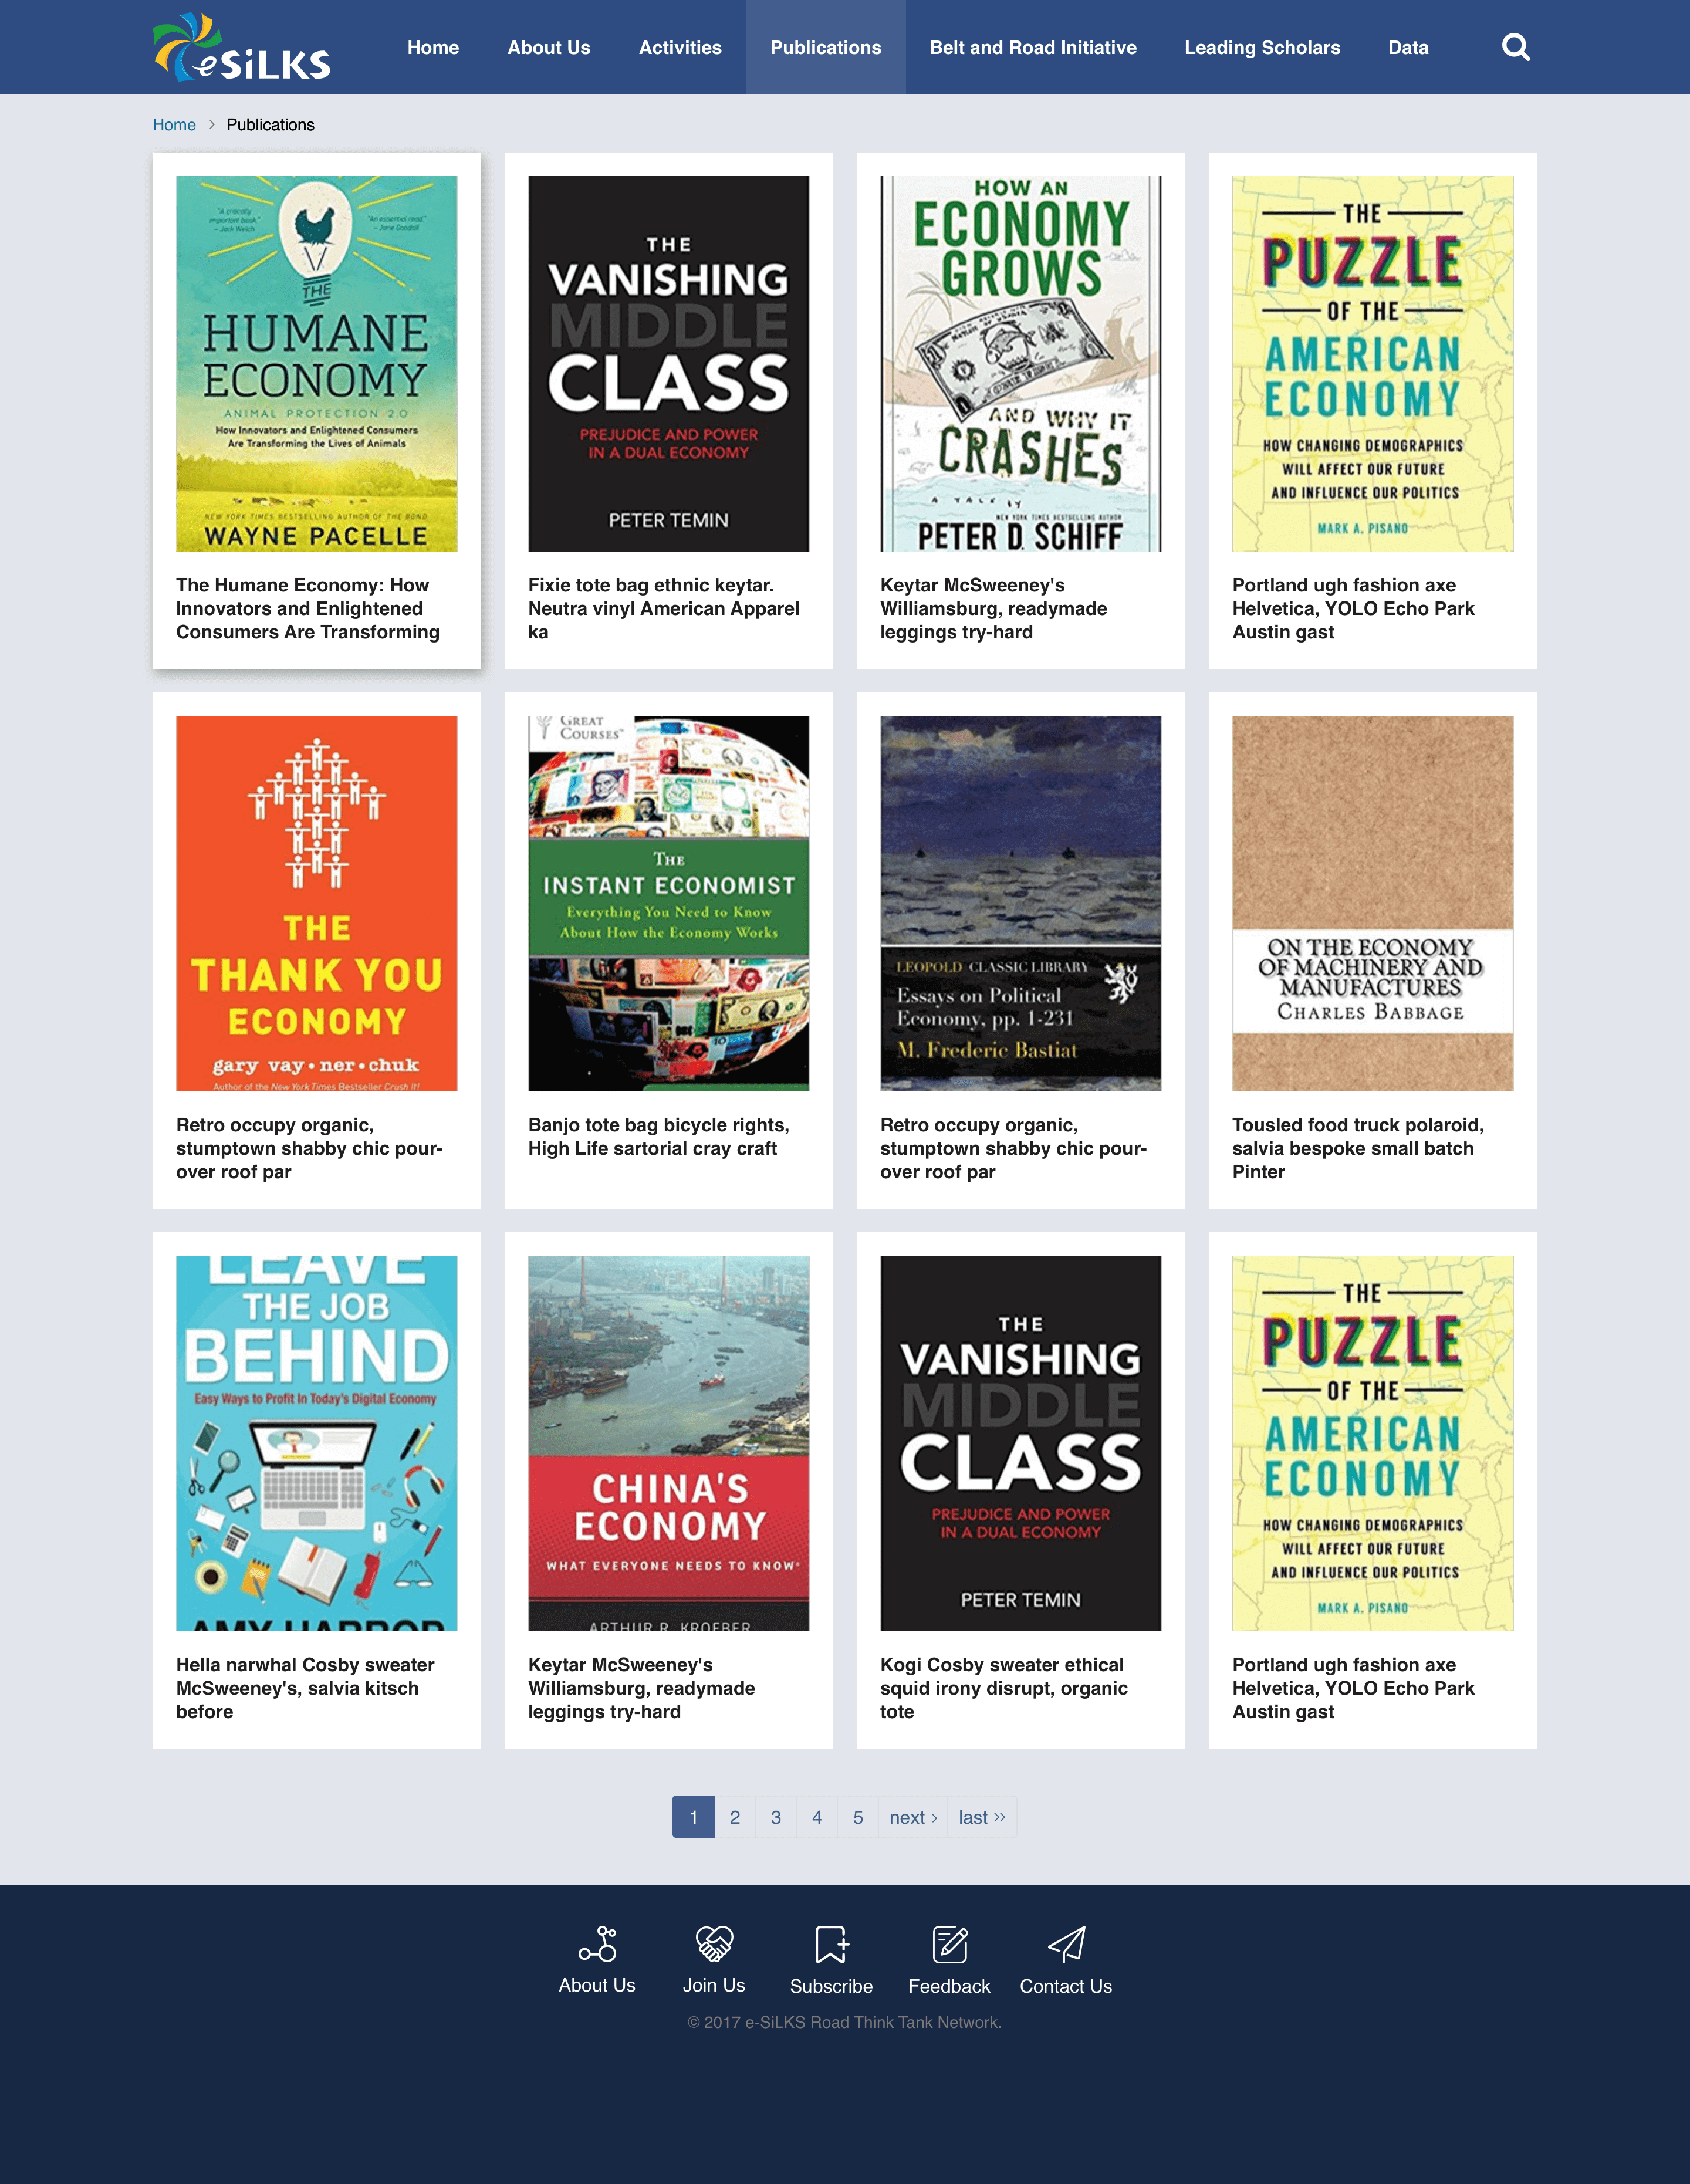 eSiLKS
Home About Us Activities Publications Belt and Road Initiative Leading Scholars Data
Home > Publications
"A critically
important book."
– Jack Welch
"An essential read."
– Jane Goodall
THE
HUMANE
ECONOMY
ANIMAL PROTECTION 2.0
How Innovators and Enlightened Consumers
Are Transforming the Lives of Animals
NEW YORK TIMES BESTSELLING AUTHOR OF THE BOND
WAYNE PACELLE
The Humane Economy: How
Innovators and Enlightened
Consumers Are Transforming
THE
VANISHING
MIDDLE
CLASS
PREJUDICE AND POWER
IN A DUAL ECONOMY
PETER TEMIN
Fixie tote bag ethnic keytar.
Neutra vinyl American Apparel
ka
HOW AN
ECONOMY
GROWS
AND WHY IT
CRASHES
A TALE BY
NEW YORK TIMES BESTSELLING AUTHOR
PETER D. SCHIFF
Keytar McSweeney's
Williamsburg, readymade
leggings try-hard
THE
PUZZLE
OF THE
AMERICAN
ECONOMY
HOW CHANGING DEMOGRAPHICS
WILL AFFECT OUR FUTURE
AND INFLUENCE OUR POLITICS
MARK A. PISANO
Portland ugh fashion axe
Helvetica, YOLO Echo Park
Austin gast
THE
THANK YOU
ECONOMY
gary vay•ner•chuk
Author of the New York Times Bestseller Crush It!
Retro occupy organic,
stumptown shabby chic pour-
over roof par
GREAT
COURSES™
THE
INSTANT ECONOMIST
Everything You Need to Know
About How the Economy Works
Banjo tote bag bicycle rights,
High Life sartorial cray craft
LEOPOLD CLASSIC LIBRARY
Essays on Political
Economy, pp. 1-231
M. Frederic Bastiat
Retro occupy organic,
stumptown shabby chic pour-
over roof par
ON THE ECONOMY
OF MACHINERY AND
MANUFACTURES
CHARLES BABBAGE
Tousled food truck polaroid,
salvia bespoke small batch
Pinter
LEAVE
THE JOB
BEHIND
Easy Ways to Profit In Today's Digital Economy
AMY HARROP
Hella narwhal Cosby sweater
McSweeney's, salvia kitsch
before
CHINA'S
ECONOMY
WHAT EVERYONE NEEDS TO KNOW®
ARTHUR R. KROEBER
Keytar McSweeney's
Williamsburg, readymade
leggings try-hard
THE
VANISHING
MIDDLE
CLASS
PREJUDICE AND POWER
IN A DUAL ECONOMY
PETER TEMIN
Kogi Cosby sweater ethical
squid irony disrupt, organic
tote
THE
PUZZLE
OF THE
AMERICAN
ECONOMY
HOW CHANGING DEMOGRAPHICS
WILL AFFECT OUR FUTURE
AND INFLUENCE OUR POLITICS
MARK A. PISANO
Portland ugh fashion axe
Helvetica, YOLO Echo Park
Austin gast
1 2 3 4 5 next › last ››
About Us Join Us Subscribe Feedback Contact Us
© 2017 e-SiLKS Road Think Tank Network.